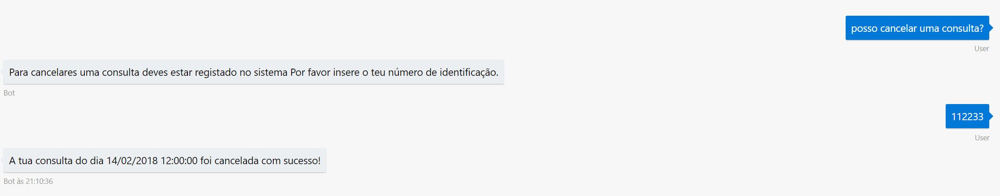 posso cancelar uma consulta?
User
Para cancelares uma consulta deves estar registado no sistema Por favor insere o teu número de identificação.
Bot
112233
User
A tua consulta do dia 14/02/2018 12:00:00 foi cancelada com sucesso!
Bot às 21:10:36